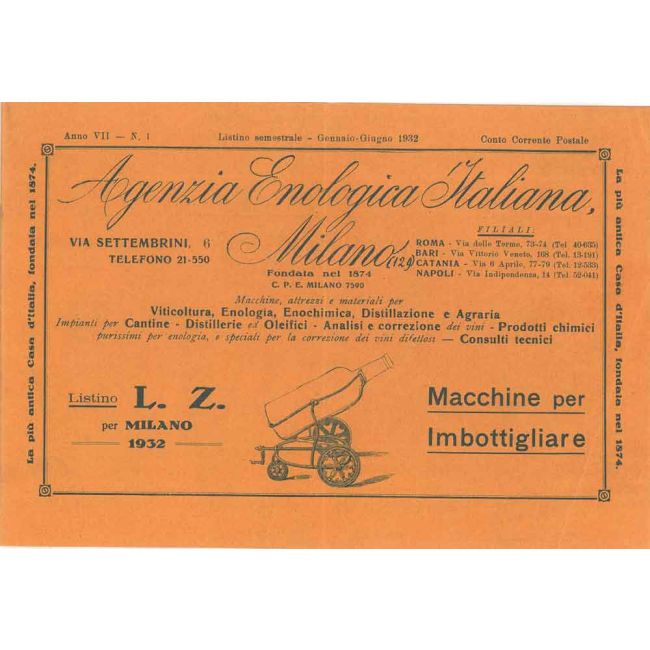 Anno VII — N. 1
Listino semestrale - Gennaio-Giugno 1932
Conto Corrente Postale
La più antica Casa d'Italia, fondata nel 1874.
Agenzia Enologica Italiana,
VIA SETTEMBRINI, 6
TELEFONO 21-550
Milano (124)
Fondata nel 1874
C. P. E. MILANO 7590
FILIALI:
ROMA - Via delle Terme, 73-74 (Tel 40-635)
BARI - Via Vittorio Veneto, 168 (Tel. 13-191)
CATANIA - Via 6 Aprile, 77-79 (Tel. 12-533)
NAPOLI - Via Indipendenza, 14 (Tel 52-041)
Macchine, attrezzi e materiali per
Viticoltura, Enologia, Enochimica, Distillazione e Agraria
Impianti per Cantine - Distillerie ed Oleifici - Analisi e correzione dei vini - Prodotti chimici
purissimi per enologia, e speciali per la correzione dei vini difettosi — Consulti tecnici
Listino L. Z.
per MILANO
1932
Macchine per
Imbottigliare
La più antica Casa d'Italia, fondata nel 1874.